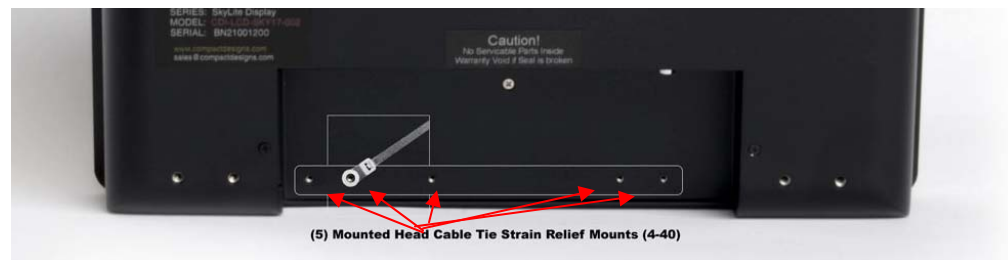 SERIES: SkyLite Display
MODEL: CDI-LCD-SKY17-002
SERIAL: BN21001200
www.compactdesigns.com
sales@compactdesigns.com
Caution!
No Servicable Parts Inside
Warranty Void if Seal is broken
(5) Mounted Head Cable Tie Strain Relief Mounts (4-40)